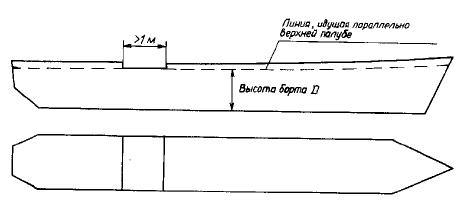 >1 м
Линия, идущая параллельно
верхней палубе
Высота борта D